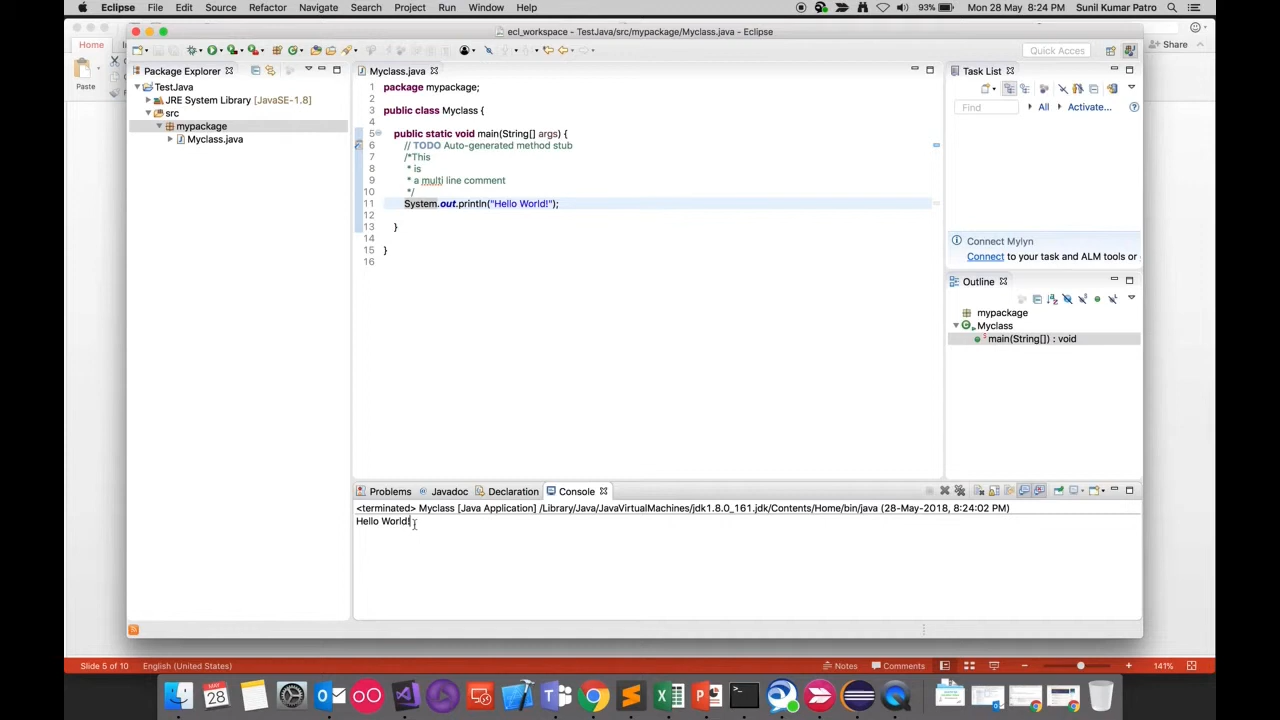 Eclipse File Edit Source Refactor Navigate Search Project Run Window Help 93% Mon 28 May 8:24 PM Sunil Kumar Patro
ecl_workspace - TestJava/src/mypackage/Myclass.java - Eclipse
Home
Share
Paste
Quick Acces
Package Explorer
TestJava
JRE System Library [JavaSE-1.8]
src
mypackage
Myclass.java
Myclass.java
1 package mypackage;
2
3 public class Myclass {
4
5 public static void main(String[] args) {
6 // TODO Auto-generated method stub
7 /*This
8 * is
9 * a multi line comment
10 */
11 System.out.println("Hello World!");
12
13 }
14
15 }
16
Task List
Find All Activate...
Connect Mylyn
Connect to your task and ALM tools or
Outline
mypackage
Myclass
main(String[]) : void
Problems Javadoc Declaration Console
<terminated> Myclass [Java Application] /Library/Java/JavaVirtualMachines/jdk1.8.0_161.jdk/Contents/Home/bin/java (28-May-2018, 8:24:02 PM)
Hello World!
Slide 5 of 10 English (United States) Notes Comments 141%
MAY
28